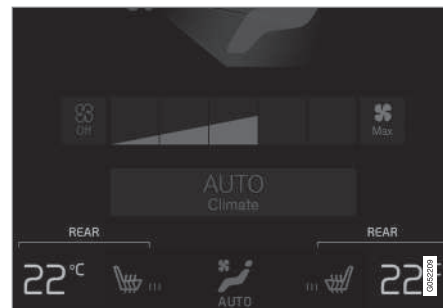 Off
Max
AUTO
Climate
REAR REAR
22°C 22°
AUTO
G052209